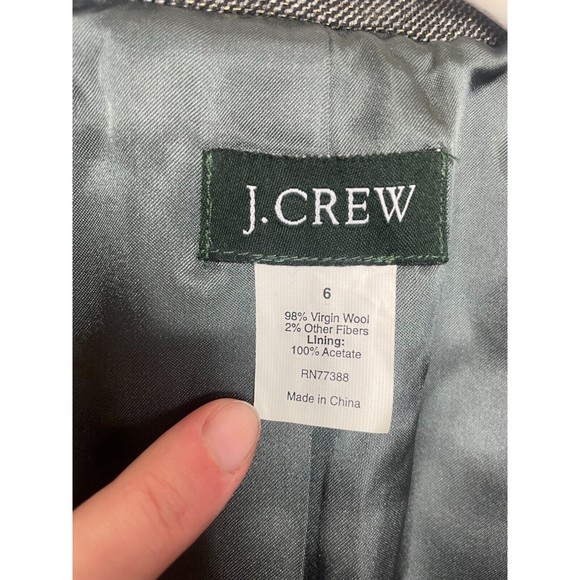 J.CREW
6
98% Virgin Wool
2% Other Fibers
Lining:
100% Acetate
RN77388
Made in China